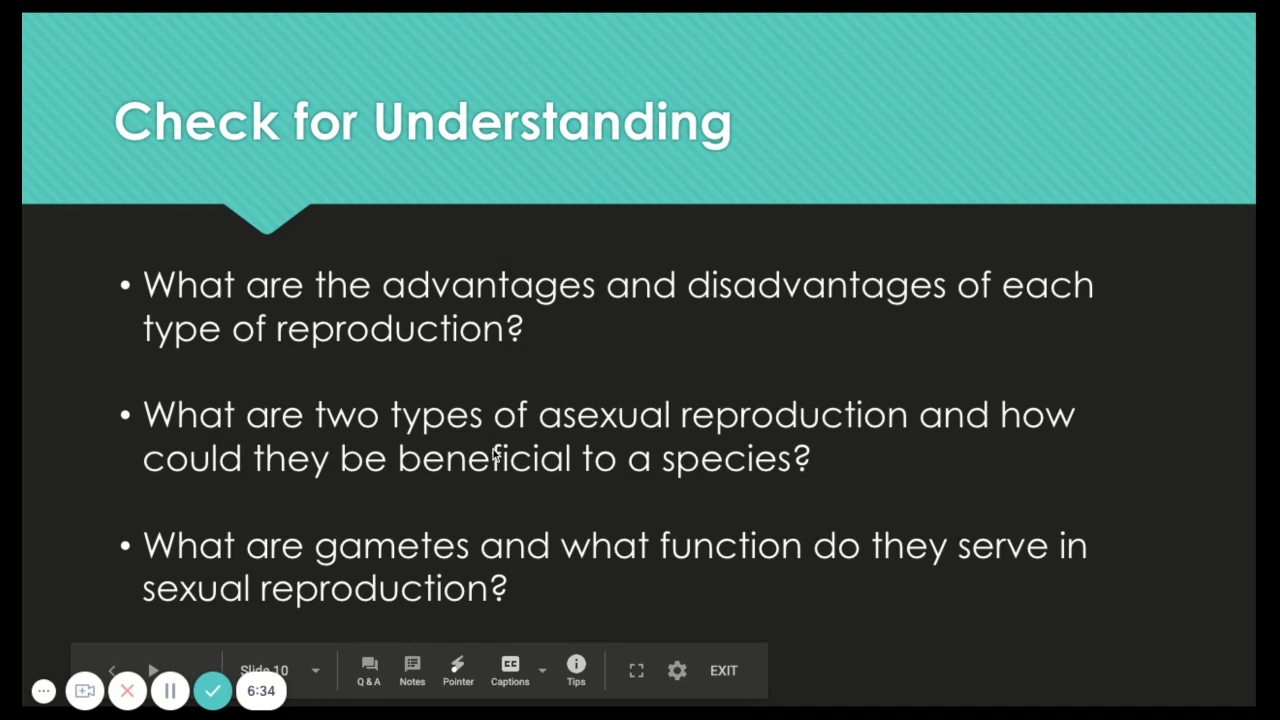 Check for Understanding
• What are the advantages and disadvantages of each
type of reproduction?
• What are two types of asexual reproduction and how
could they be beneficial to a species?
• What are gametes and what function do they serve in
sexual reproduction?
Slide 10
Q & A
Notes
Pointer
CC
Captions
Tips
EXIT
6:34